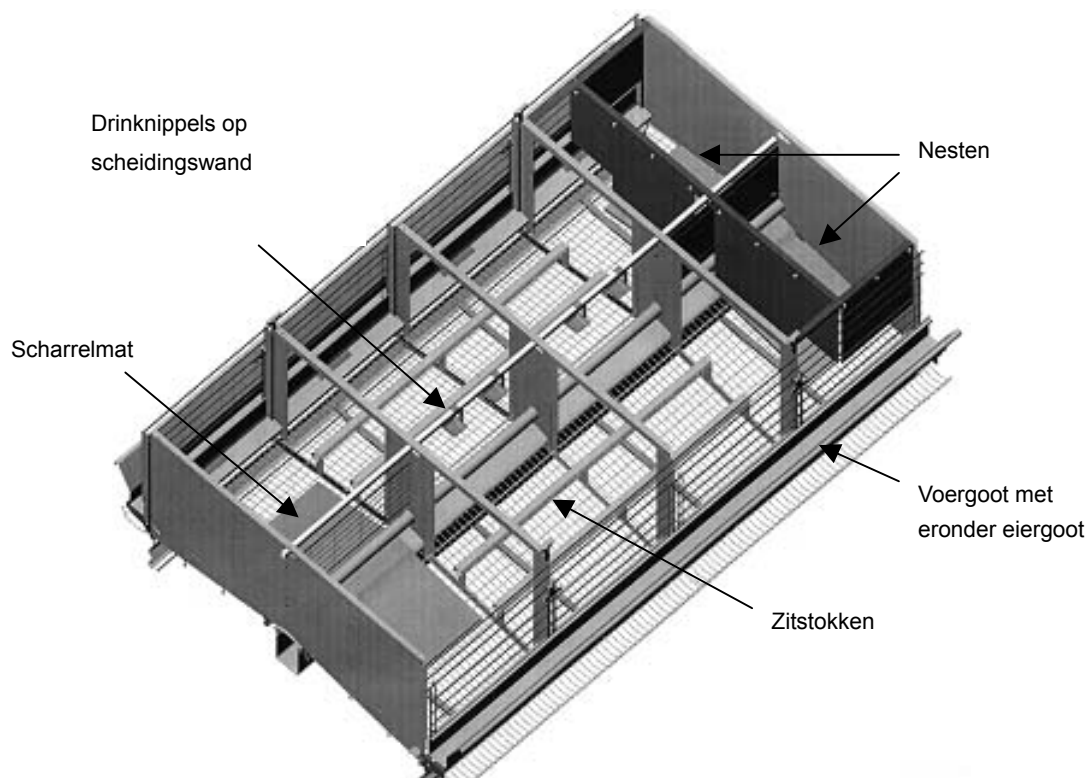 Drinknippels op
scheidingswand
Nesten
Scharrelmat
Voergoot met
eronder eiergoot
Zitstokken